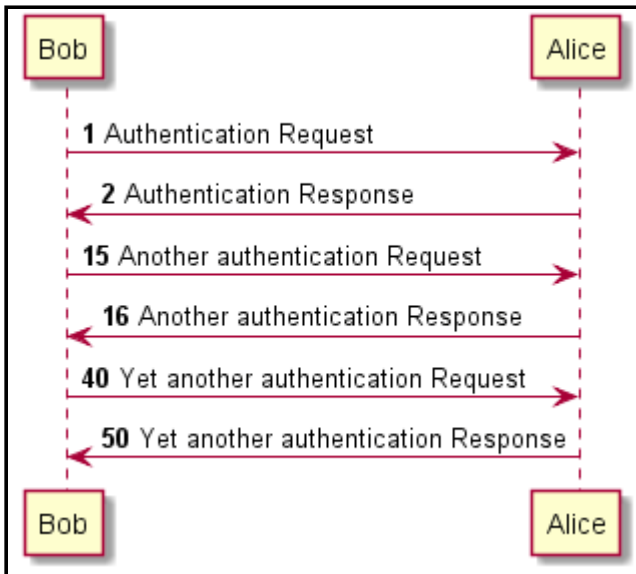 Bob Alice
1 Authentication Request
2 Authentication Response
15 Another authentication Request
16 Another authentication Response
40 Yet another authentication Request
50 Yet another authentication Response
Bob Alice